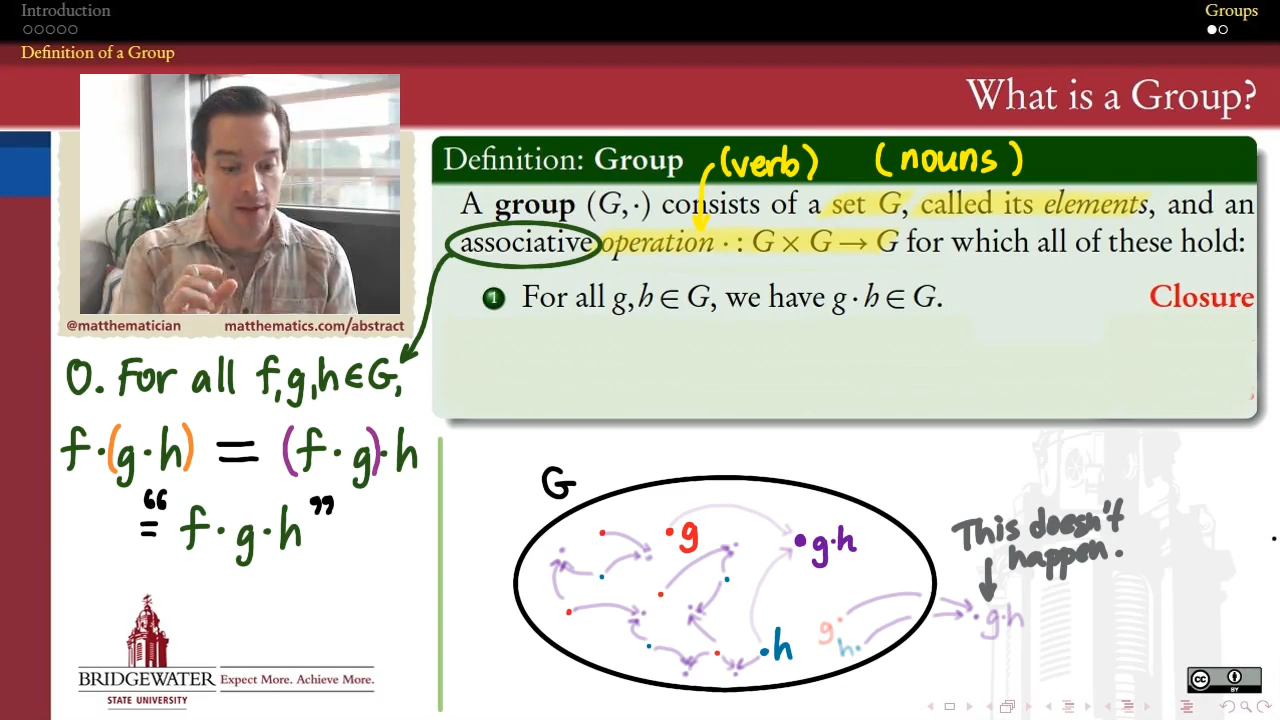 Introduction
Groups
Definition of a Group
What is a Group?
Definition: Group
(verb) (nouns)
A group (G,·) consists of a set G, called its elements, and an
associative operation · : G × G → G for which all of these hold:
1 For all g, h ∈ G, we have g · h ∈ G. Closure
@matthematician matthematics.com/abstract
0. For all f,g,h∈G,
f·(g·h) = (f·g)·h
= “f·g·h”
G
g
g·h
h
g
h
g·h
This doesn't
happen.
BRIDGEWATER
STATE UNIVERSITY
Expect More. Achieve More.
CC
BY